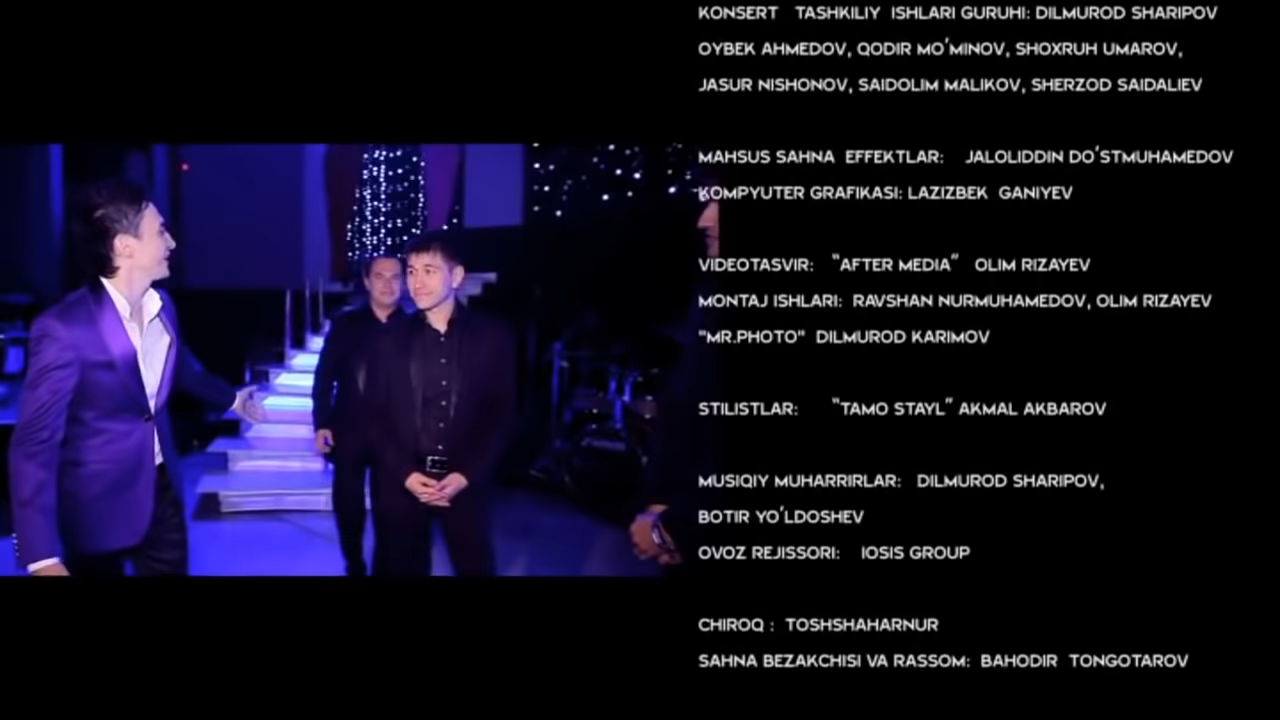 KONSERT TASHKILIY ISHLARI GURUHI: DILMUROD SHARIPOV
OYBEK AHMEDOV, QODIR MO'MINOV, SHOXRUH UMAROV,
JASUR NISHONOV, SAIDOLIM MALIKOV, SHERZOD SAIDALIEV
MAHSUS SAHNA EFFEKTLAR: JALOLIDDIN DO'STMUHAMEDOV
KOMPYUTER GRAFIKASI: LAZIZBEK GANIYEV
VIDEOTASVIR: "AFTER MEDIA" OLIM RIZAYEV
MONTAJ ISHLARI: RAVSHAN NURMUHAMEDOV, OLIM RIZAYEV
"MR.PHOTO" DILMUROD KARIMOV
STILISTLAR: "TAMO STAYL" AKMAL AKBAROV
MUSIQIY MUHARRIRLAR: DILMUROD SHARIPOV,
BOTIR YO'LDOSHEV
OVOZ REJISSORI: IOSIS GROUP
CHIROQ : TOSHSHAHARNUR
SAHNA BEZAKCHISI VA RASSOM: BAHODIR TONGOTAROV